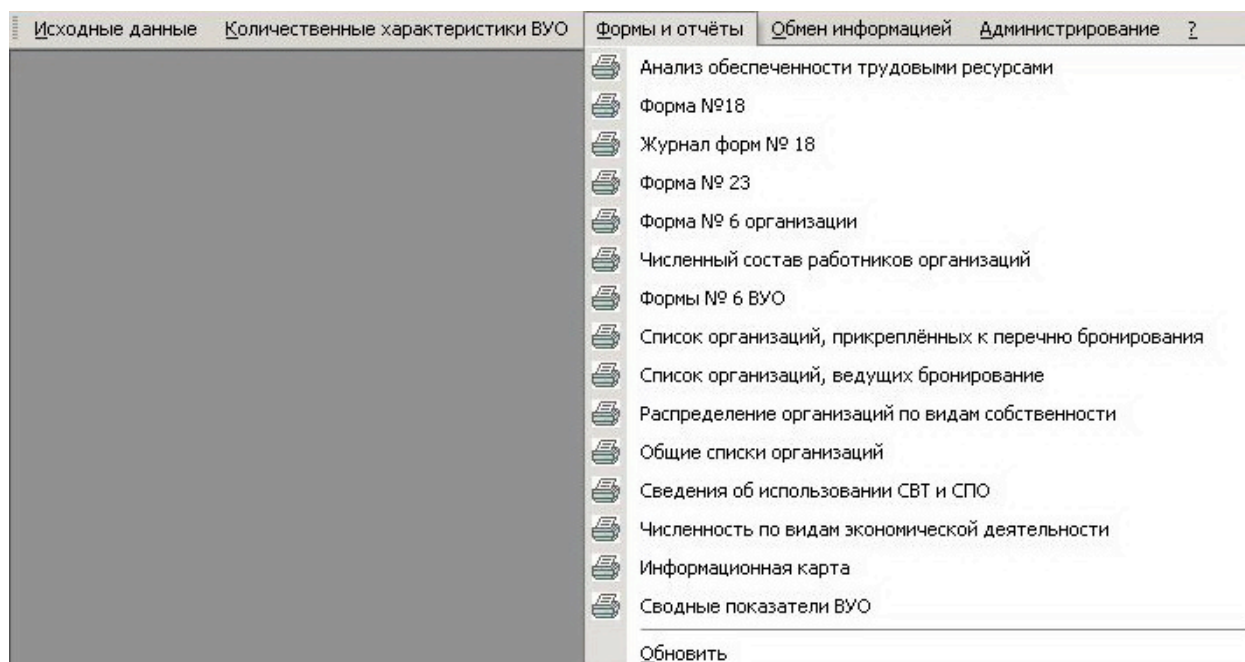 Исходные данные Количественные характеристики ВУО Формы и отчёты Обмен информацией Администрирование ?
Анализ обеспеченности трудовыми ресурсами
Форма №18
Журнал форм № 18
Форма № 23
Форма № 6 организации
Численный состав работников организаций
Формы № 6 ВУО
Список организаций, прикреплённых к перечню бронирования
Список организаций, ведущих бронирование
Распределение организаций по видам собственности
Общие списки организаций
Сведения об использовании СВТ и СПО
Численность по видам экономической деятельности
Информационная карта
Сводные показатели ВУО
Обновить